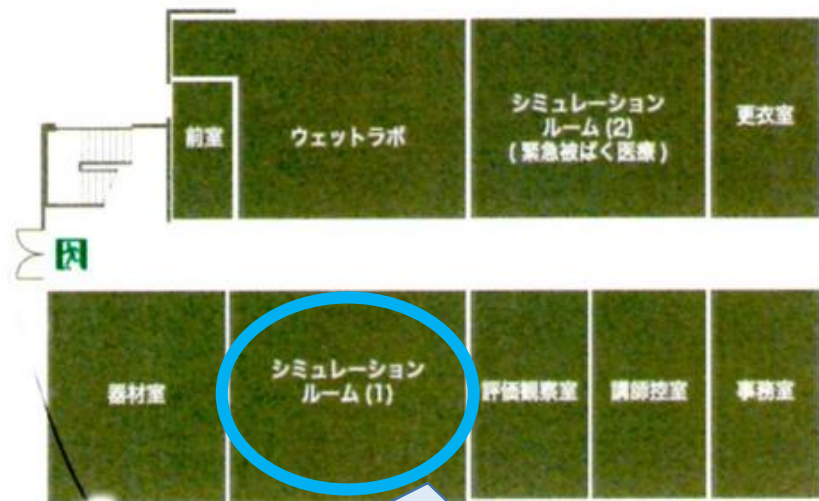 前室
ウェットラボ
シミュレーション
ルーム (2)
( 緊急被ばく医療 )
更衣室
器材室
シミュレーション
ルーム (1)
評価観察室
講師控室
事務室